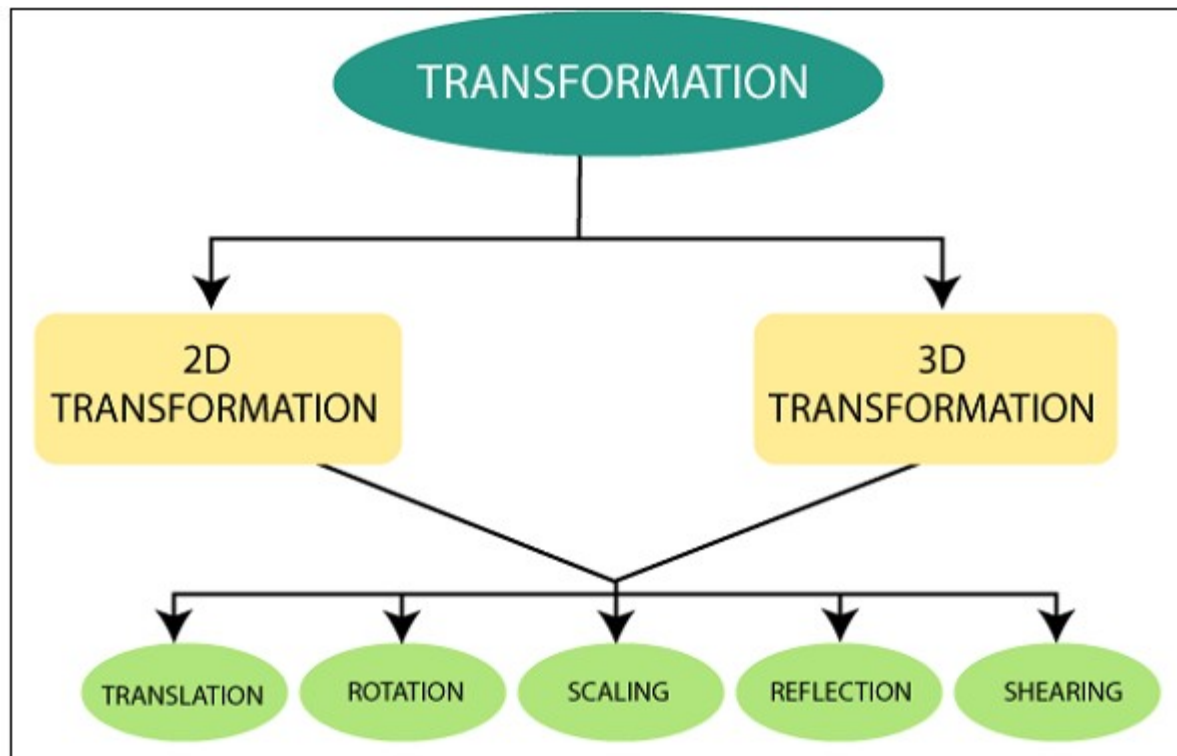 TRANSFORMATION
2D
TRANSFORMATION
3D
TRANSFORMATION
TRANSLATION
ROTATION
SCALING
REFLECTION
SHEARING